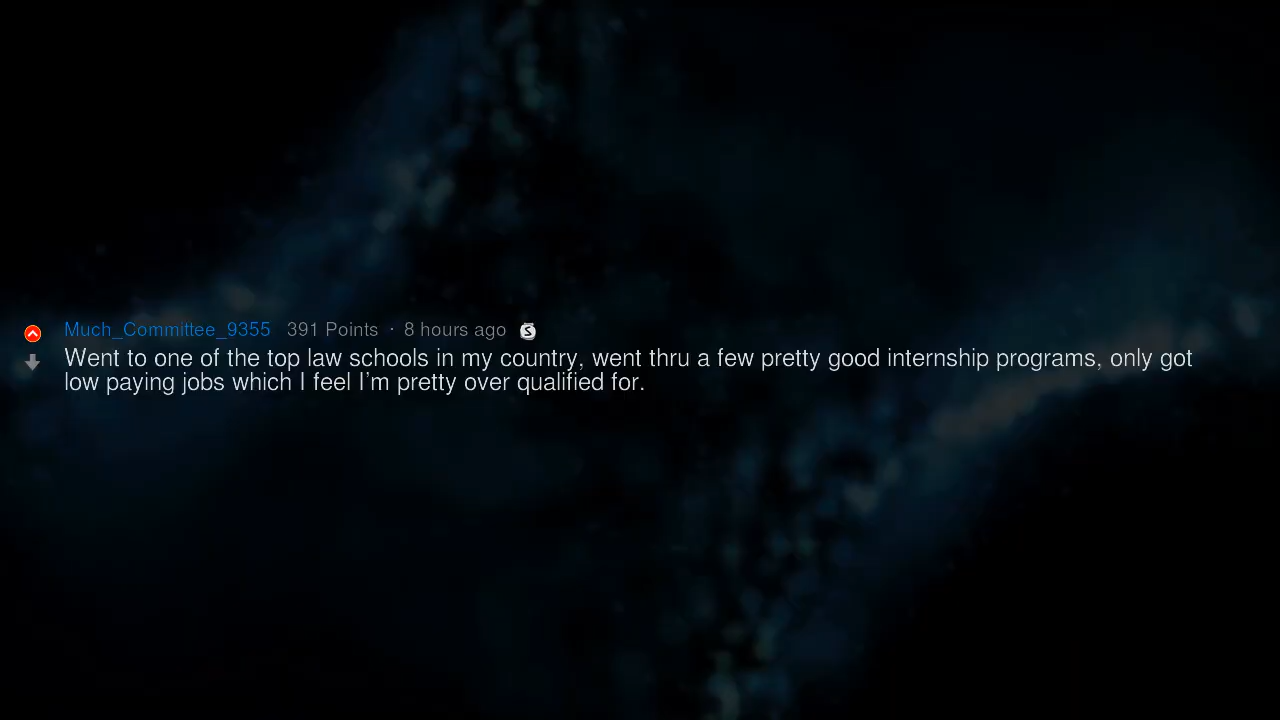 Much_Committee_9355 391 Points · 8 hours ago
Went to one of the top law schools in my country, went thru a few pretty good internship programs, only got
low paying jobs which I feel I'm pretty over qualified for.